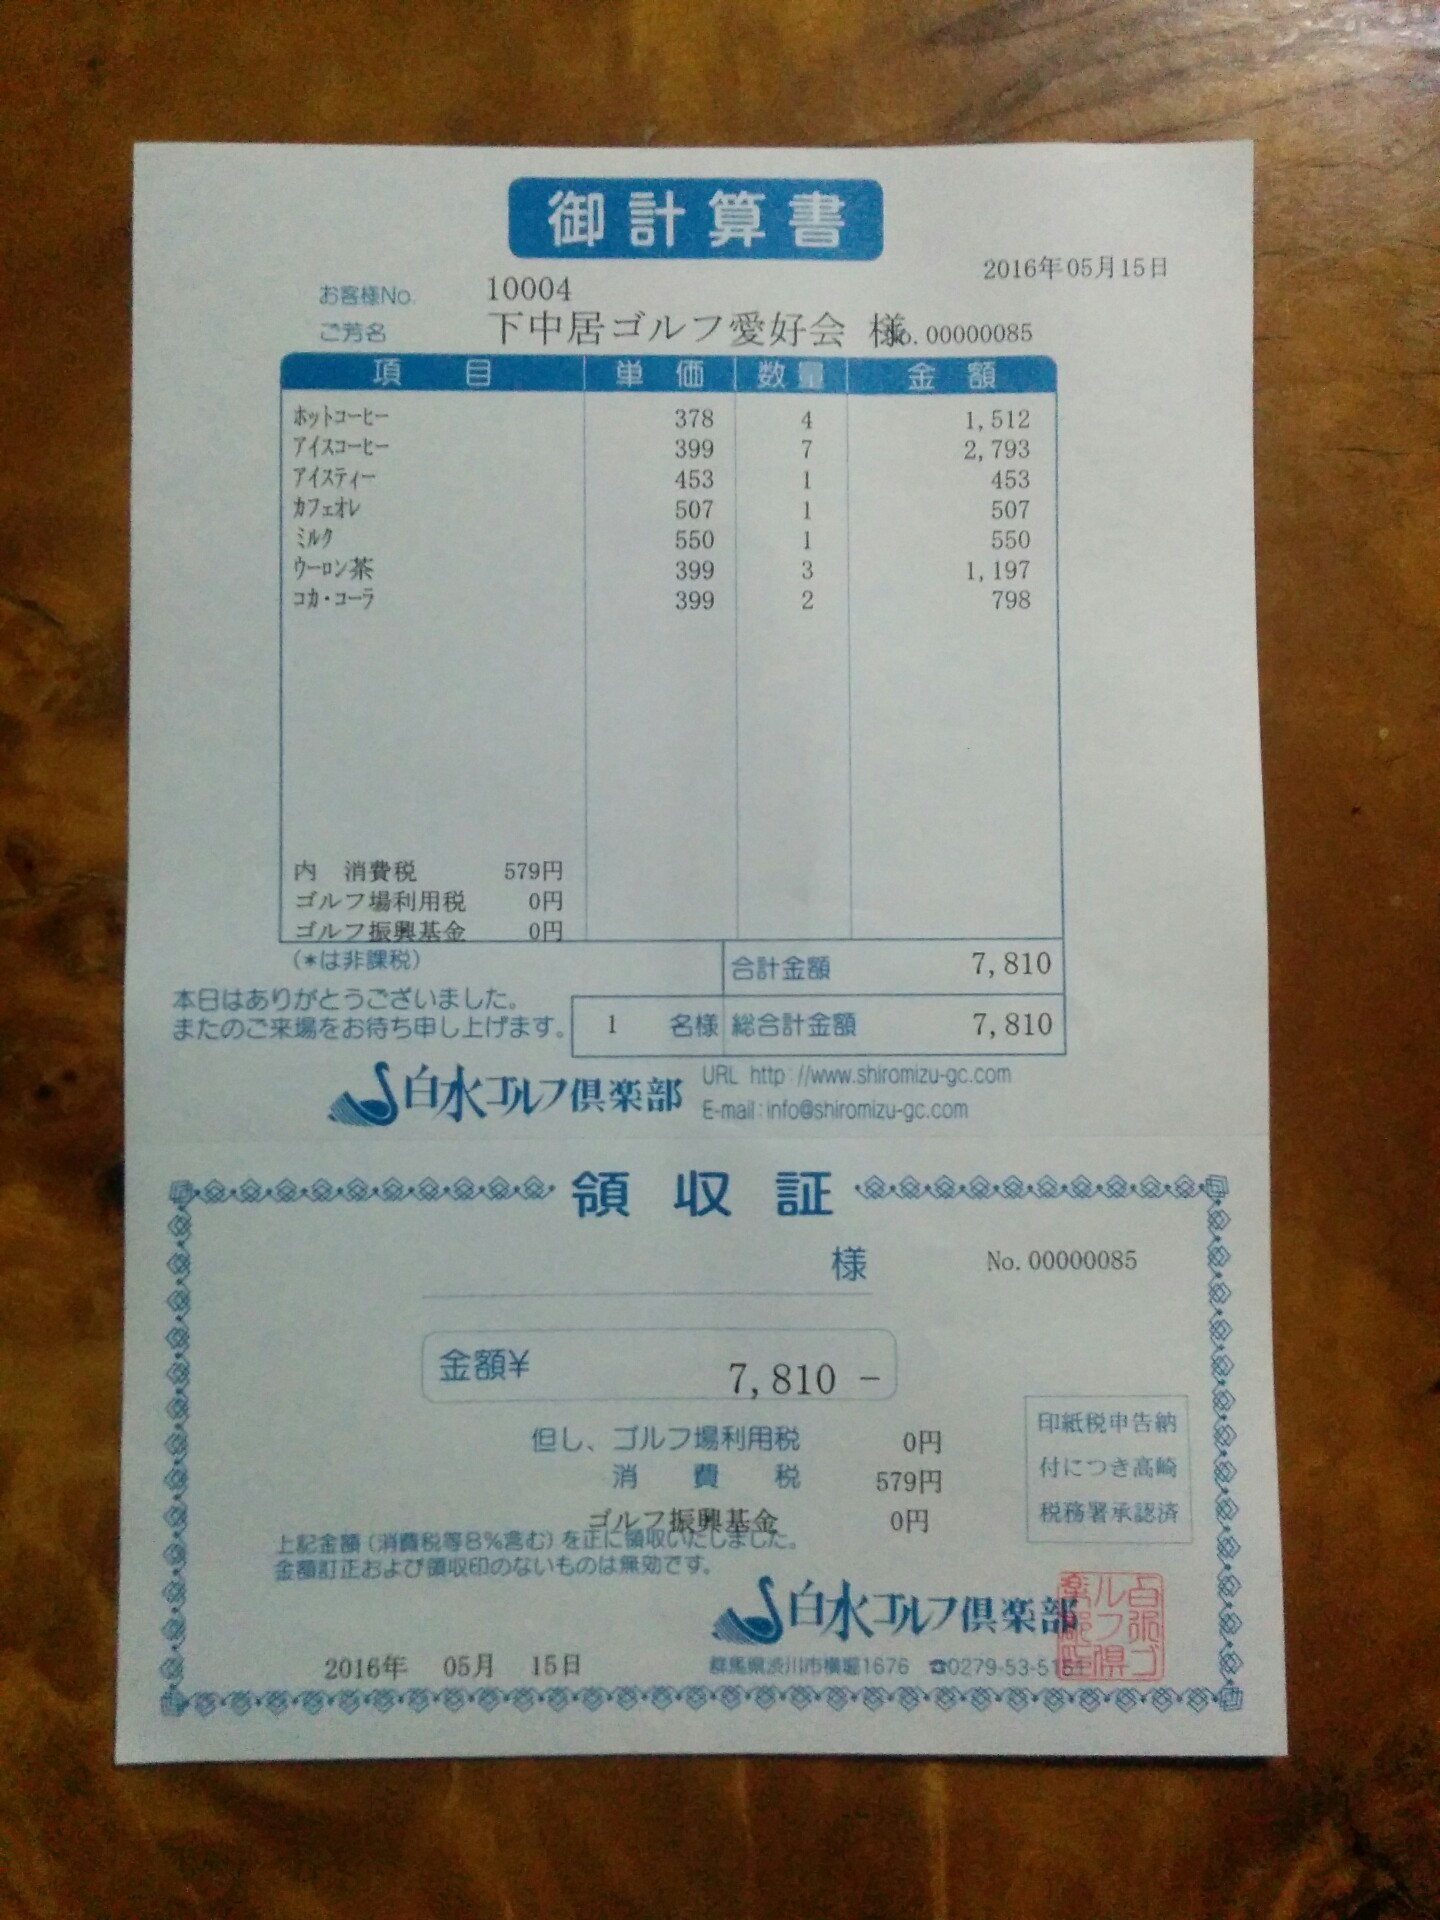 御計算書
2016年05月15日
お客様No. 10004
ご芳名 下中居ゴルフ愛好会 様 No.00000085
項目 単価 数量 金額
ホットコーヒー 378 4 1,512
アイスコーヒー 399 7 2,793
アイスティー 453 1 453
カフェオレ 507 1 507
ミルク 550 1 550
ウーロン茶 399 3 1,197
コカ・コーラ 399 2 798
内 消費税 579円
ゴルフ場利用税 0円
ゴルフ振興基金 0円
(*は非課税)
合計金額 7,810
本日はありがとうございました。
またのご来場をお待ち申し上げます。
1 名様 総合計金額 7,810
白水ゴルフ倶楽部
URL http://www.shiromizu-gc.com
E-mail:info@shiromizu-gc.com
領収証
様 No.00000085
金額¥ 7,810 -
但し、ゴルフ場利用税 0円
消費税 579円
ゴルフ振興基金 0円
上記金額(消費税等8%含む)を正に領収いたしました。
金額訂正および領収印のないものは無効です。
印紙税申告納
付につき高崎
税務署承認済
白水ゴルフ倶楽部
群馬県渋川市横堀1676 ☎0279-53-5151
2016年 05月 15日